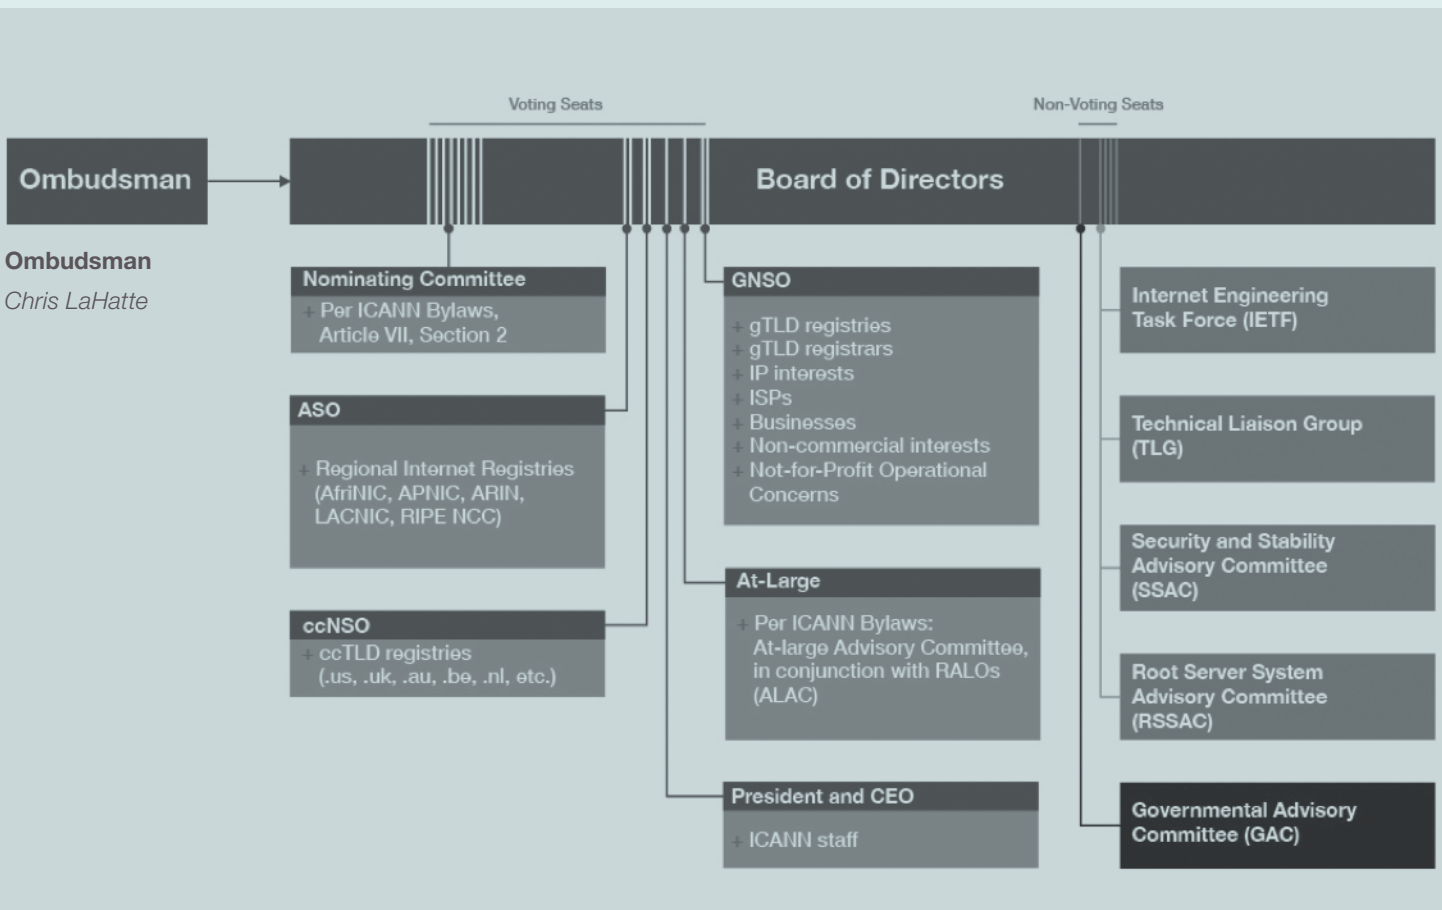 Voting Seats
Non-Voting Seats
Ombudsman
Board of Directors
Ombudsman
Chris LaHatte
Nominating Committee
+ Per ICANN Bylaws,
Article VII, Section 2
ASO
+ Regional Internet Registries
(AfriNIC, APNIC, ARIN,
LACNIC, RIPE NCC)
ccNSO
+ ccTLD registries
(.us, .uk, .au, .be, .nl, etc.)
GNSO
+ gTLD registries
+ gTLD registrars
+ IP interests
+ ISPs
+ Businesses
+ Non-commercial interests
+ Not-for-Profit Operational
Concerns
At-Large
+ Per ICANN Bylaws:
At-large Advisory Committee,
in conjunction with RALOs
(ALAC)
President and CEO
+ ICANN staff
Internet Engineering
Task Force (IETF)
Technical Liaison Group
(TLG)
Security and Stability
Advisory Committee
(SSAC)
Root Server System
Advisory Committee
(RSSAC)
Governmental Advisory
Committee (GAC)